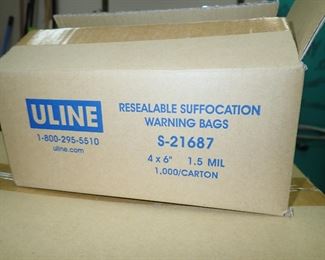 ULINE
1-800-295-5510
uline.com
RESEALABLE SUFFOCATION
WARNING BAGS
S-21687
4 x 6" 1.5 MIL
1,000/CARTON